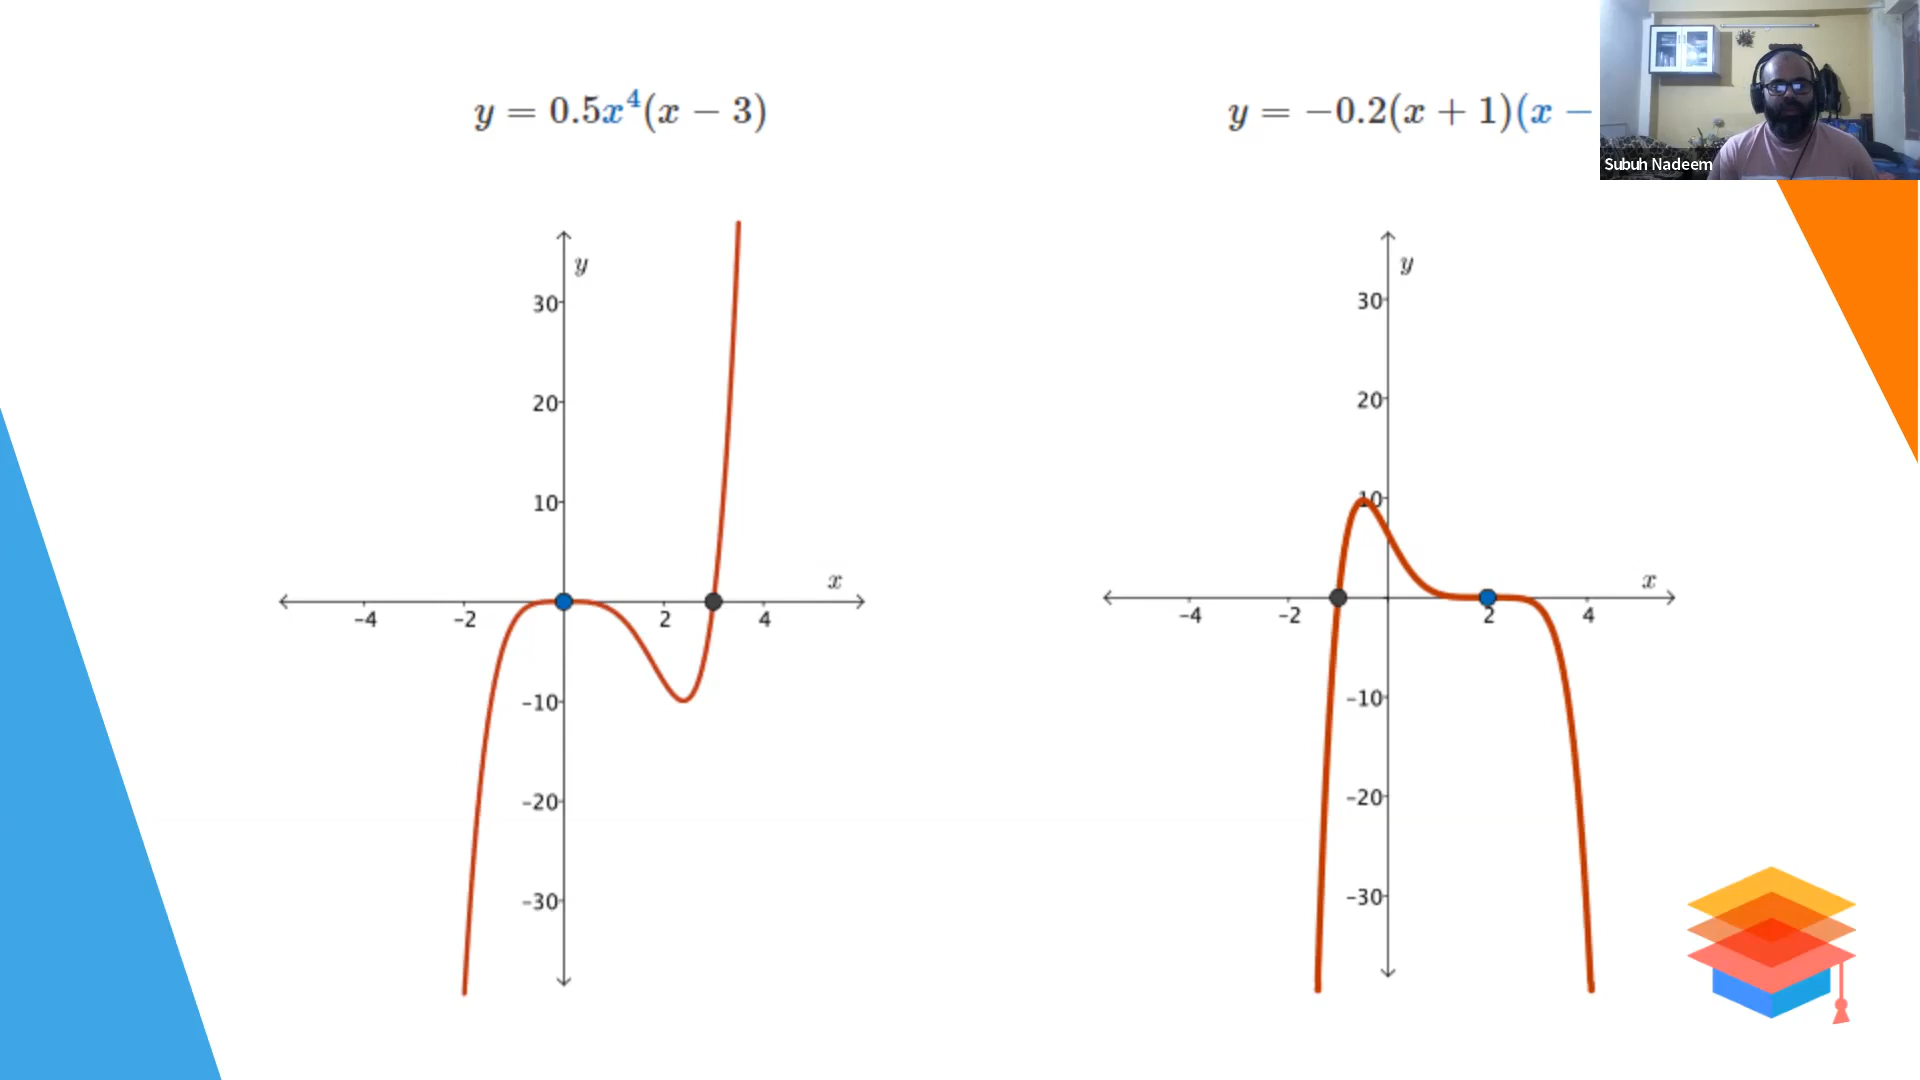 y = 0.5x⁴(x − 3)
y = −0.2(x + 1)(x −
Subuh Nadeem
y
30
20
10
x
-4 -2 2 4
-10
-20
-30
y
30
20
10
x
-4 -2 2 4
-10
-20
-30